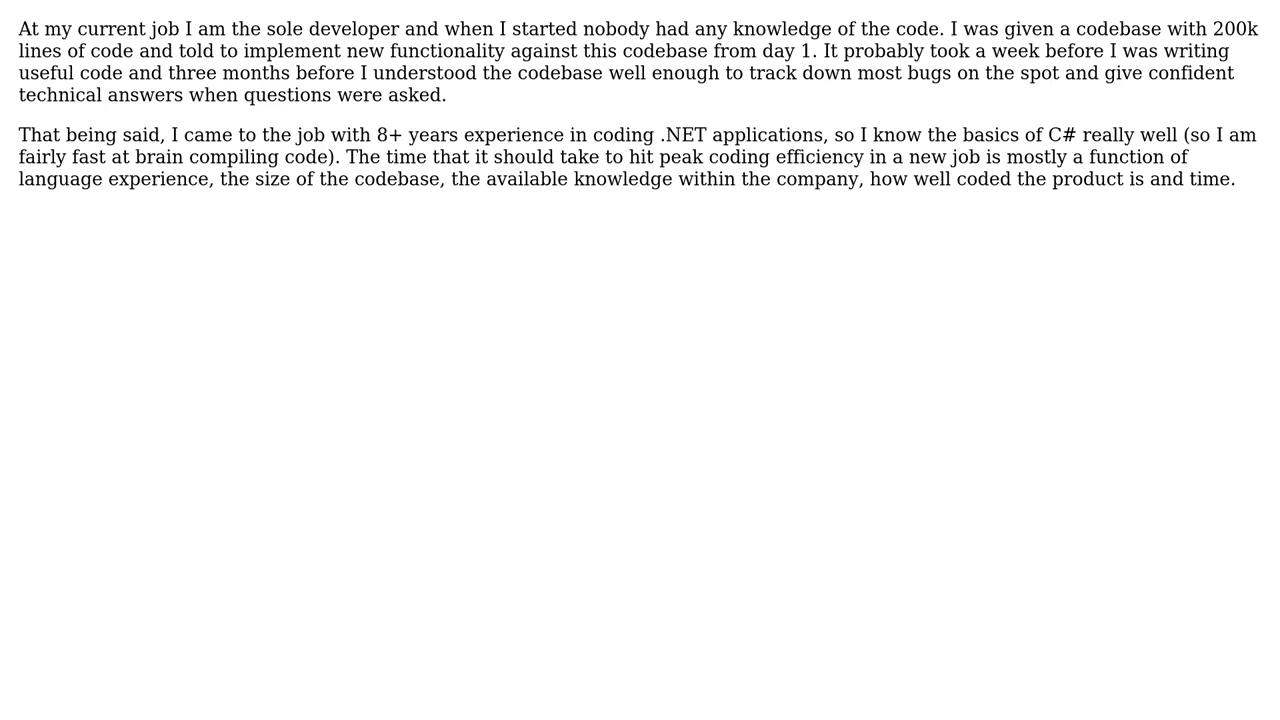 At my current job I am the sole developer and when I started nobody had any knowledge of the code. I was given a codebase with 200k
lines of code and told to implement new functionality against this codebase from day 1. It probably took a week before I was writing
useful code and three months before I understood the codebase well enough to track down most bugs on the spot and give confident
technical answers when questions were asked.
That being said, I came to the job with 8+ years experience in coding .NET applications, so I know the basics of C# really well (so I am
fairly fast at brain compiling code). The time that it should take to hit peak coding efficiency in a new job is mostly a function of
language experience, the size of the codebase, the available knowledge within the company, how well coded the product is and time.